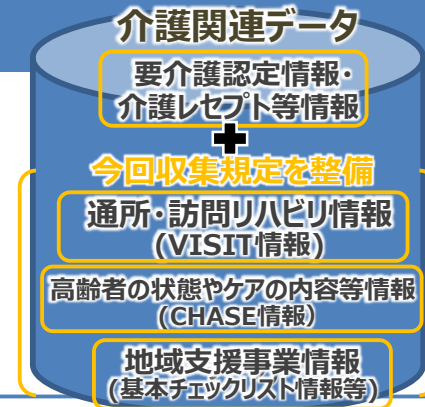 介護関連データ
要介護認定情報・
介護レセプト等情報
+
今回収集規定を整備
通所・訪問リハビリ情報
(VISIT情報)
高齢者の状態やケアの内容等情報
(CHASE情報）
地域支援事業情報
(基本チェックリスト情報等)